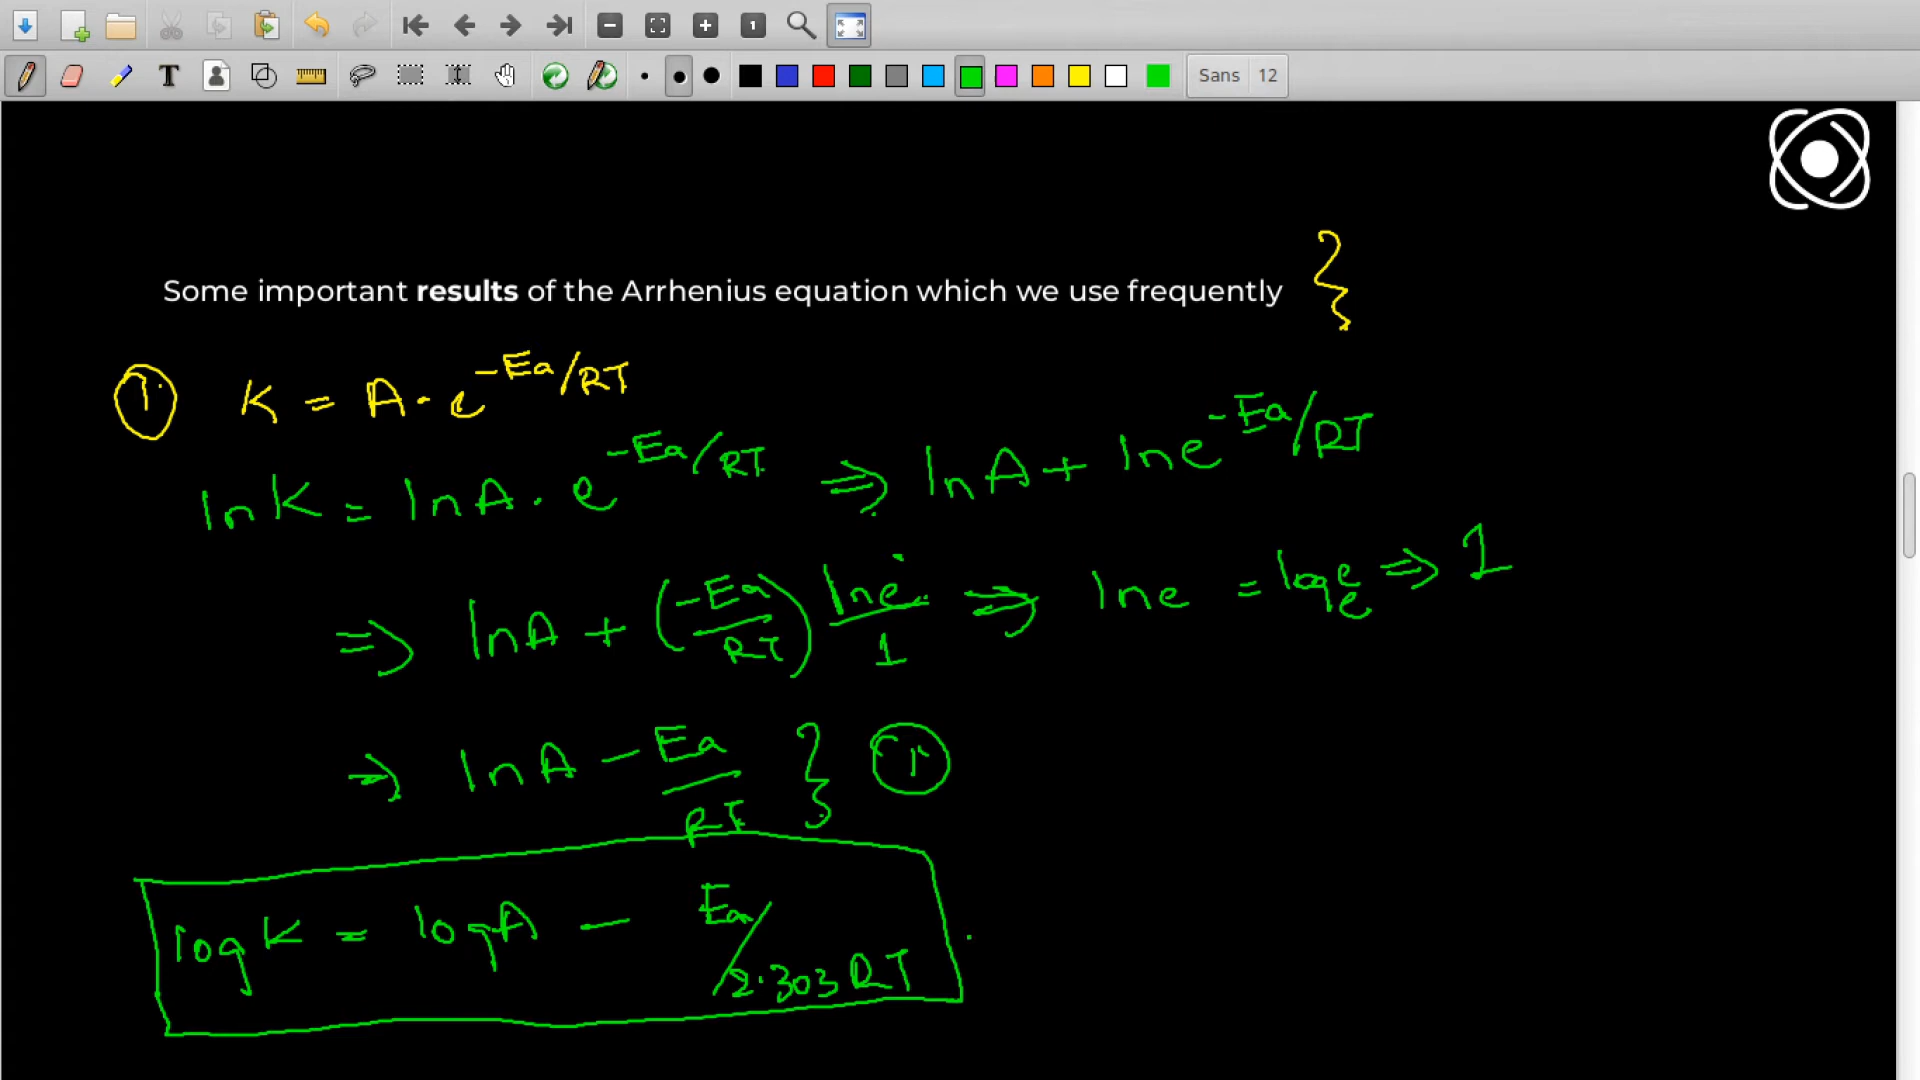 Sans 12
Some important results of the Arrhenius equation which we use frequently }
① K = A · e^-Ea/RT
ln K = ln A · e^-Ea/RT ⇒ ln A + ln e^-Ea/RT
⇒ ln A + (-Ea/RT) ln e / 1 ⇒ ln e = log_e e ⇒ 1
⇒ ln A - Ea/RT } ①
log K = log A - Ea/2.303 RT